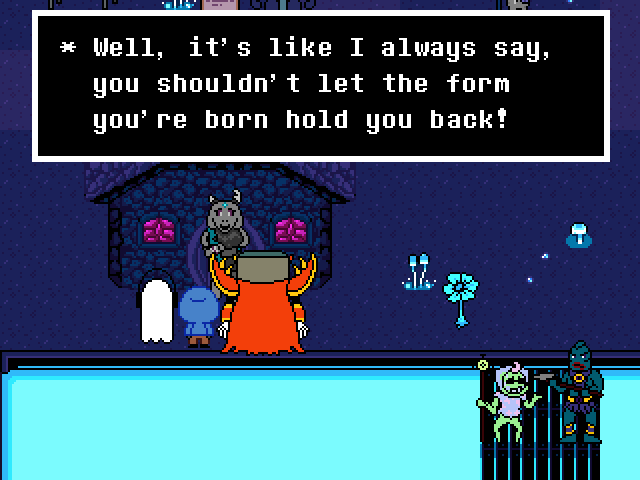 * Well, it's like I always say,
you shouldn't let the form
you're born hold you back!